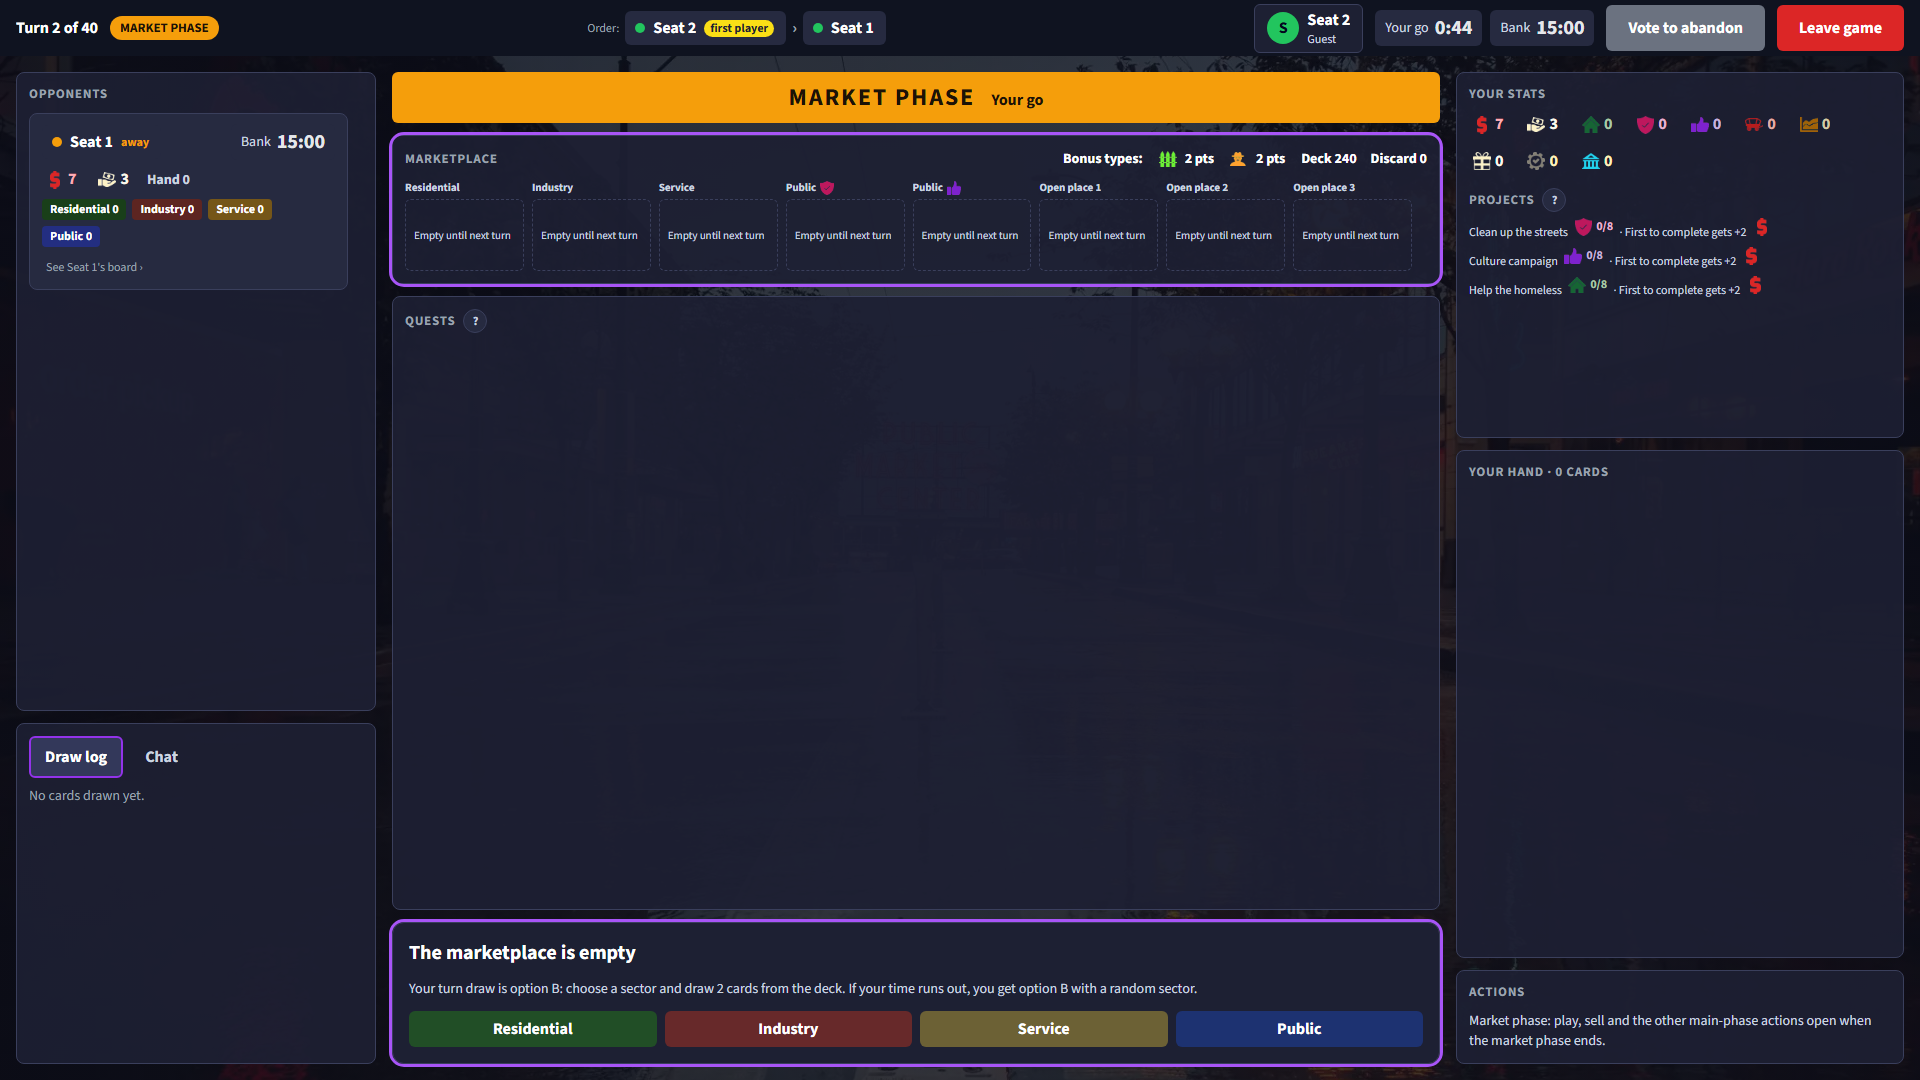 Turn 2 of 40 MARKET PHASE
Order: Seat 2 first player › Seat 1
S Seat 2 Guest
Your go 0:44
Bank 15:00
Vote to abandon
Leave game
OPPONENTS
Seat 1 away Bank 15:00
7 3 Hand 0
Residential 0 Industry 0 Service 0
Public 0
See Seat 1's board ›
Draw log Chat
No cards drawn yet.
MARKET PHASE Your go
MARKETPLACE Bonus types: 2 pts 2 pts Deck 240 Discard 0
Residential Industry Service Public Public Open place 1 Open place 2 Open place 3
Empty until next turn Empty until next turn Empty until next turn Empty until next turn Empty until next turn Empty until next turn Empty until next turn Empty until next turn
QUESTS ?
The marketplace is empty
Your turn draw is option B: choose a sector and draw 2 cards from the deck. If your time runs out, you get option B with a random sector.
Residential Industry Service Public
YOUR STATS
$ 7 3 0 0 0 0 0
0 0 0
PROJECTS ?
Clean up the streets 0/8 · First to complete gets +2 $
Culture campaign 0/8 · First to complete gets +2 $
Help the homeless 0/8 · First to complete gets +2 $
YOUR HAND · 0 CARDS
ACTIONS
Market phase: play, sell and the other main-phase actions open when
the market phase ends.